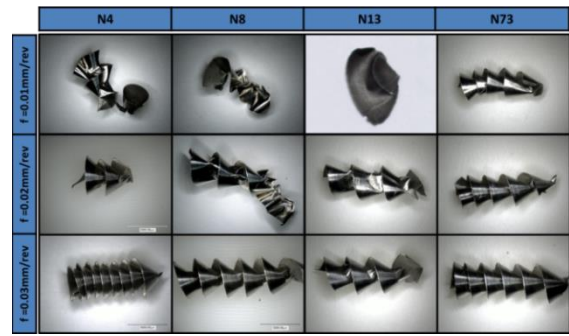 N4 N8 N13 N73
f =0.01mm/rev
f =0.02mm/rev
f =0.03mm/rev